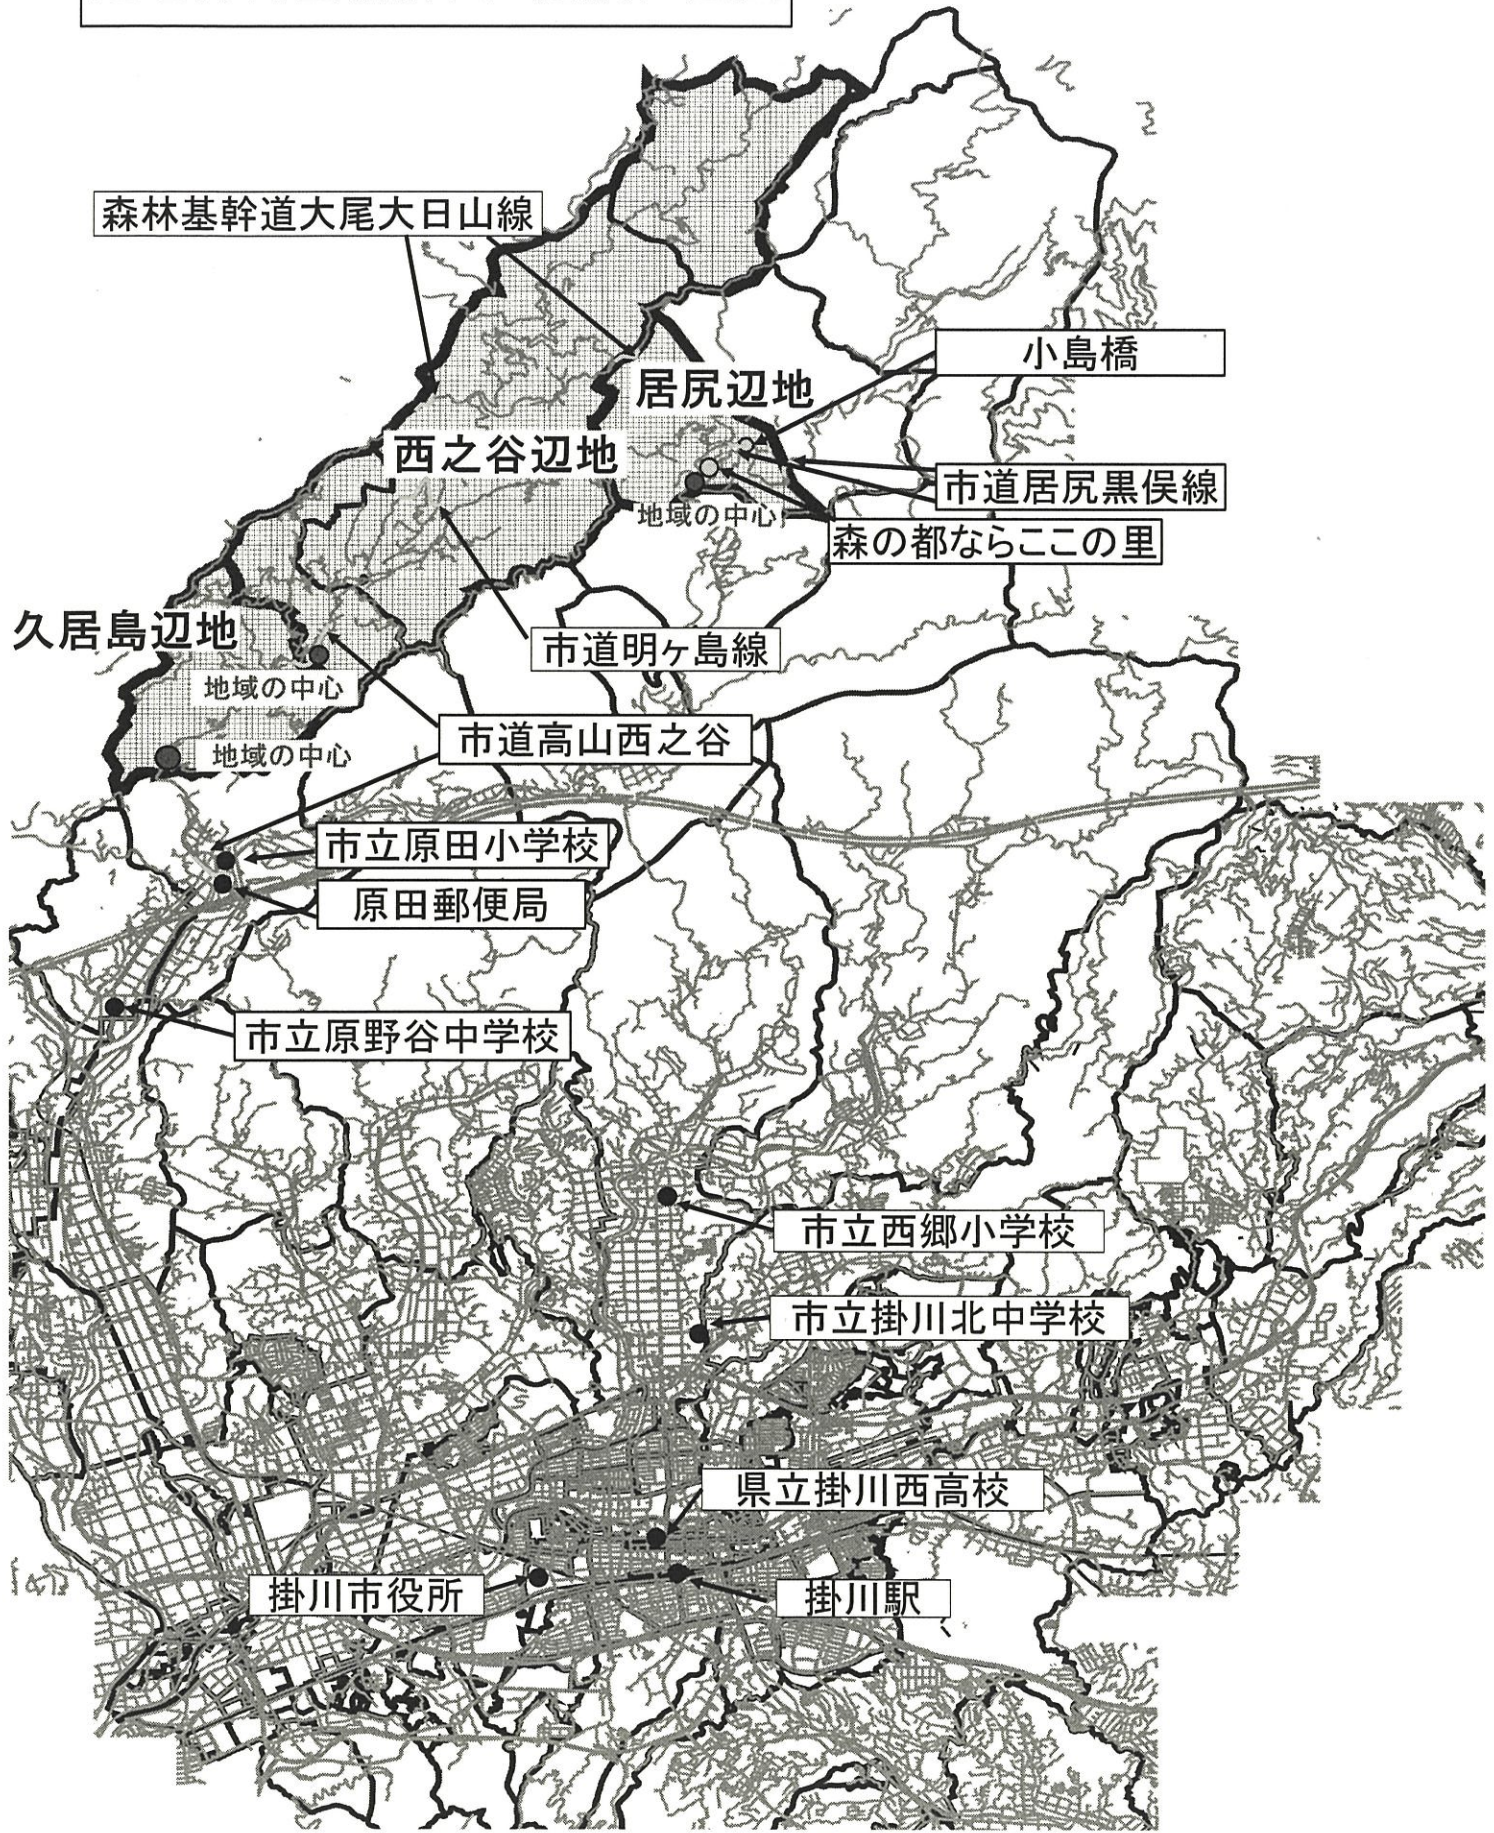 森林基幹道大尾大日山線
小島橋
居尻辺地
西之谷辺地
市道居尻黒俣線
地域の中心
森の都ならここの里
久居島辺地
市道明ヶ島線
地域の中心
市道高山西之谷
地域の中心
市立原田小学校
原田郵便局
市立原野谷中学校
市立西郷小学校
市立掛川北中学校
県立掛川西高校
掛川市役所
掛川駅